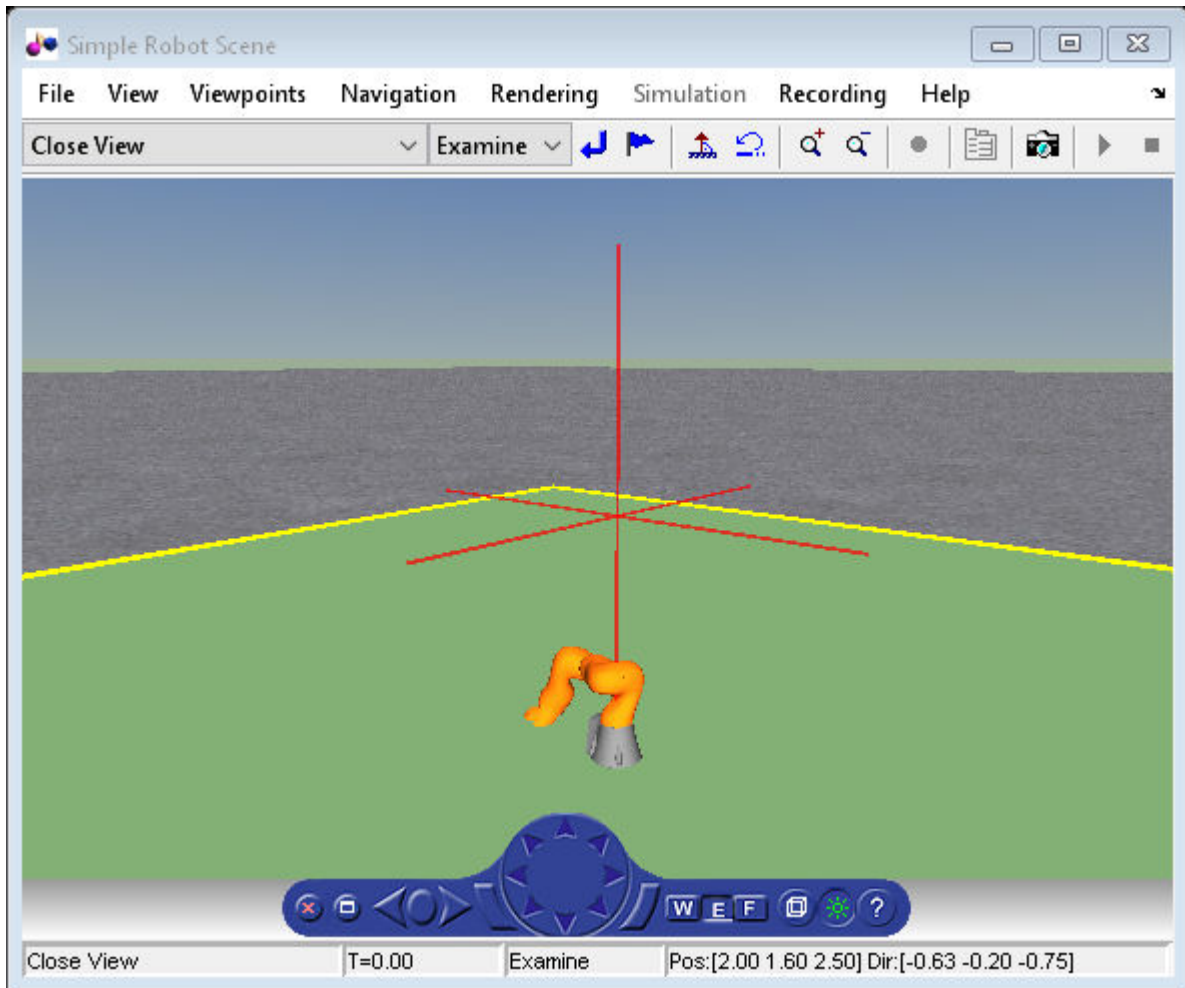 Simple Robot Scene
File View Viewpoints Navigation Rendering Simulation Recording Help
Close View Examine
W E F ?
Close View T=0.00 Examine Pos:[2.00 1.60 2.50] Dir:[-0.63 -0.20 -0.75]